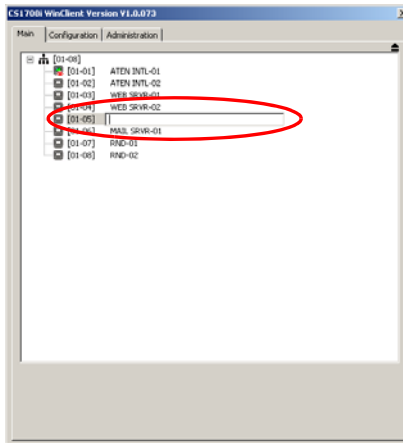 CS1700i WinClient Version V1.0.073
Main Configuration Administration
[01-08]
[01-01] ATEN INTL-01
[01-02] ATEN INTL-02
[01-03] WEB SRVR-01
[01-04] WEB SRVR-02
[01-05]
[01-06] MAIL SRVR-01
[01-07] RND-01
[01-08] RND-02